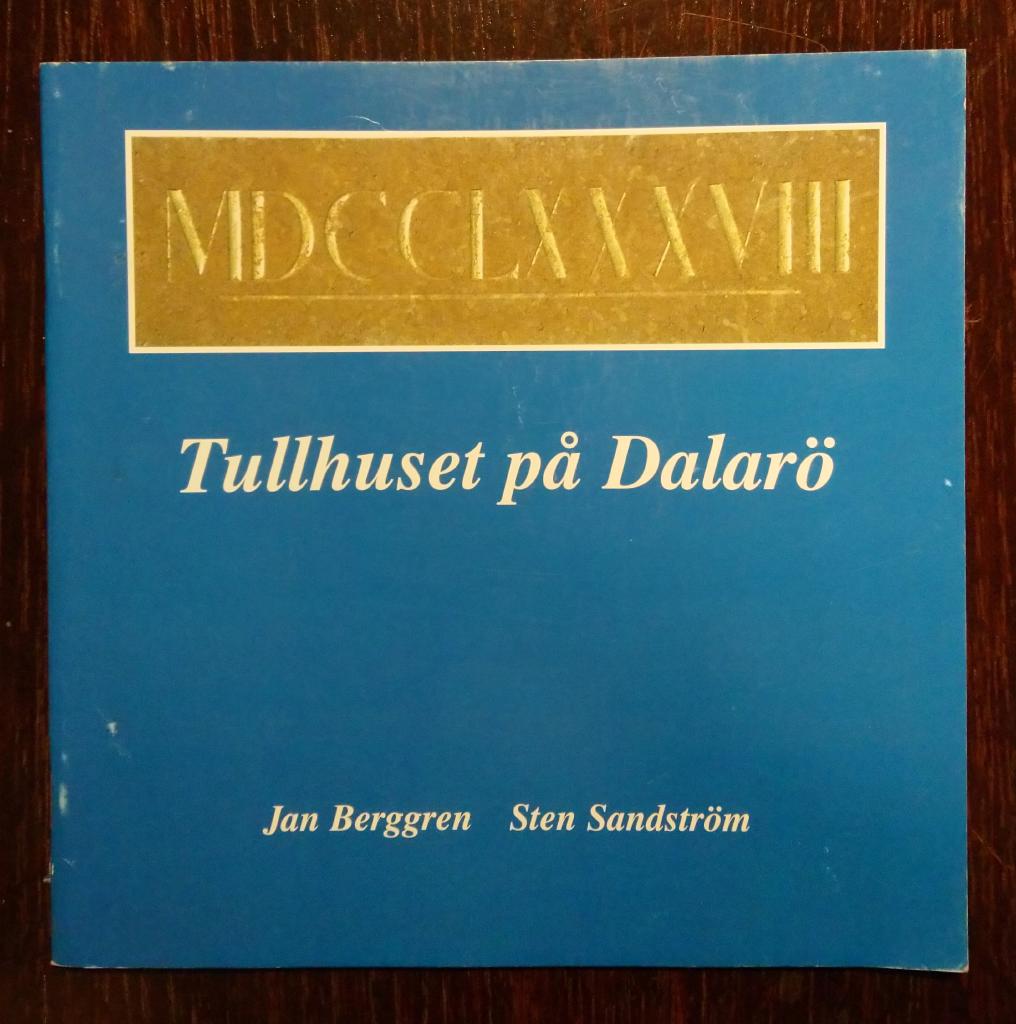 MDCCLXXXVIII
Tullhuset på Dalarö
Jan Berggren Sten Sandström